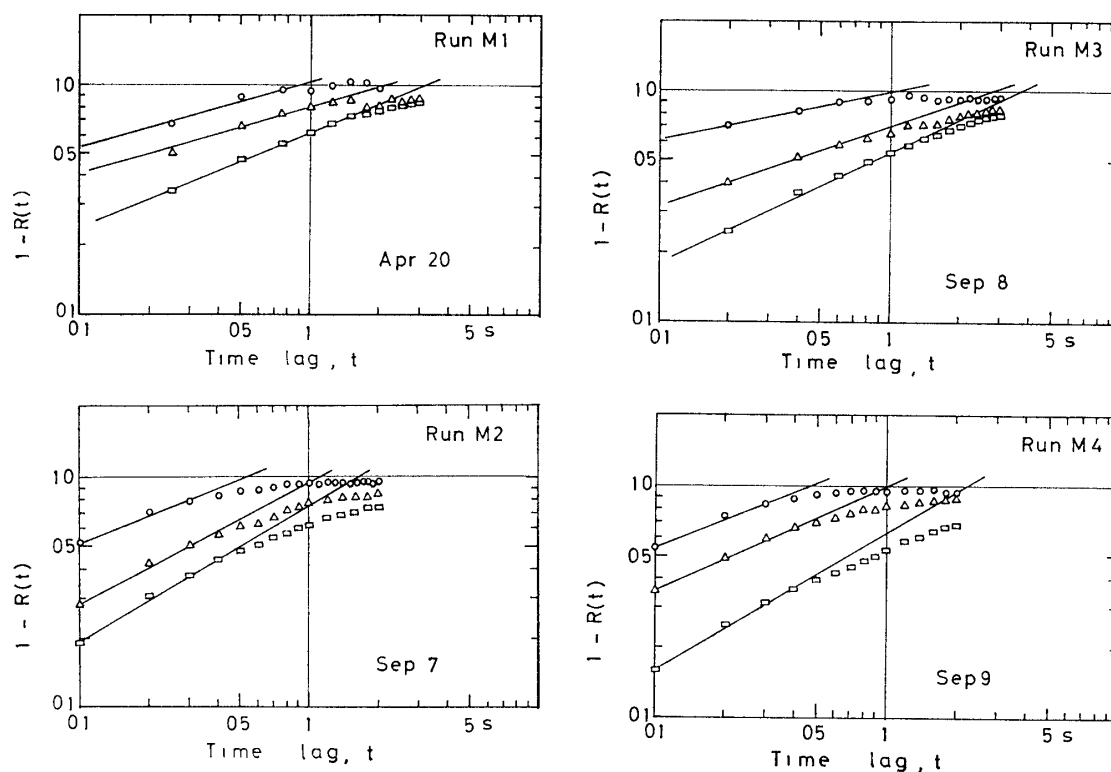 Run M1
1 - R(t)
10
05
01
Apr 20
01 05 1 5 s
Time lag, t
Run M3
1 - R(t)
10
05
01
Sep 8
01 05 1 5 s
Time lag, t
Run M2
1 - R(t)
10
05
01
Sep 7
01 05 1 5 s
Time lag, t
Run M4
1 - R(t)
10
05
01
Sep 9
01 05 1 5 s
Time lag, t